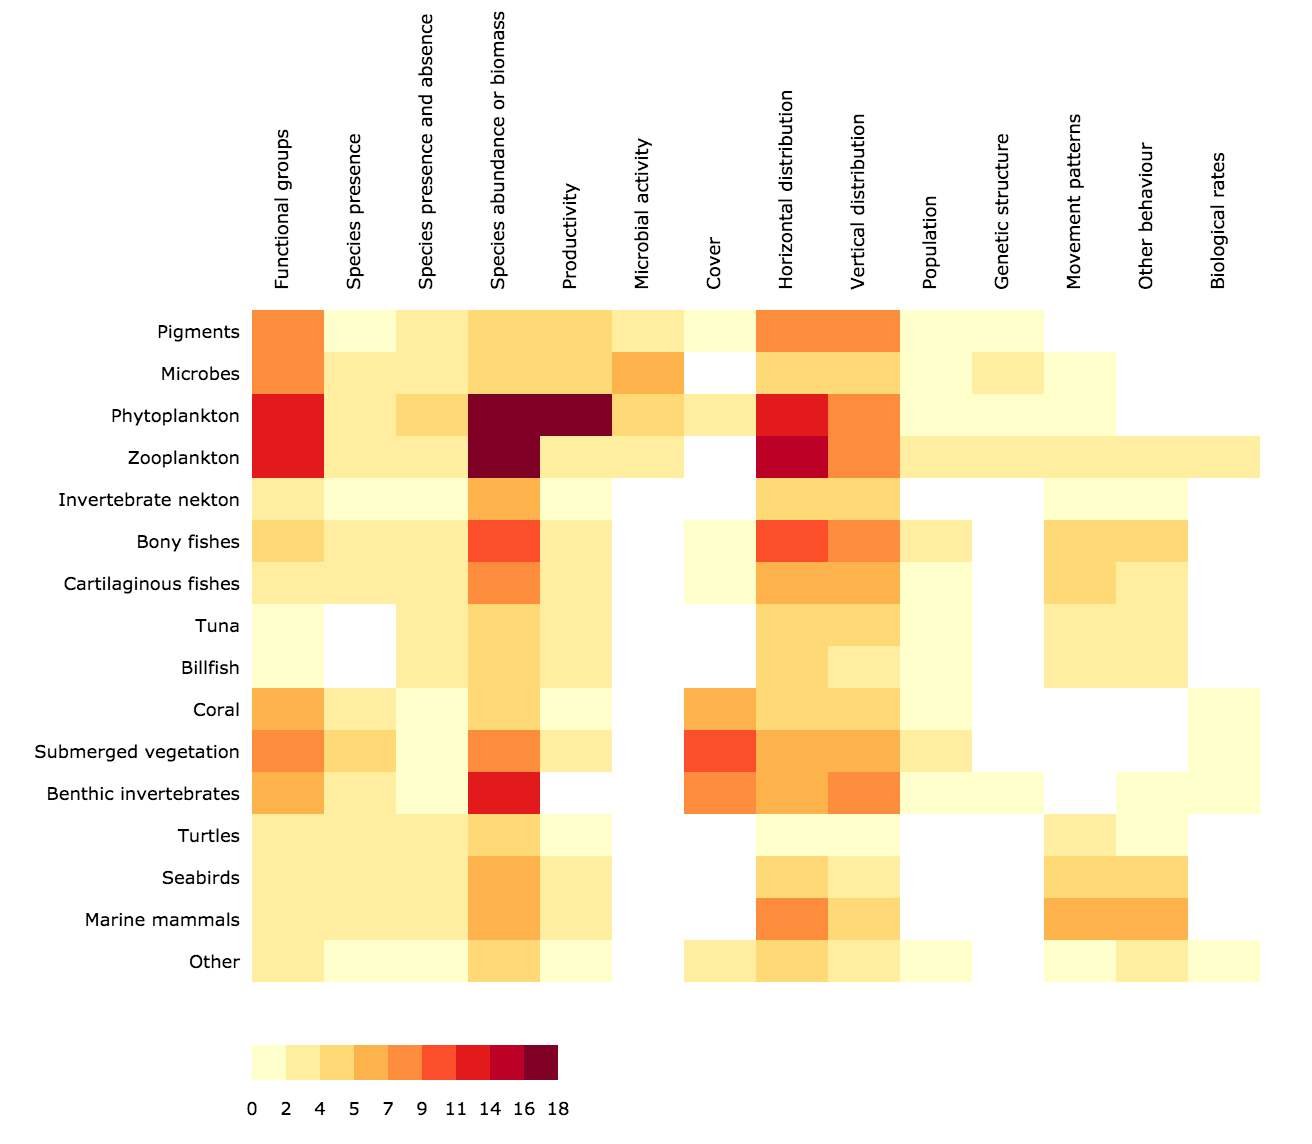 Functional groups
Species presence
Species presence and absence
Species abundance or biomass
Productivity
Microbial activity
Cover
Horizontal distribution
Vertical distribution
Population
Genetic structure
Movement patterns
Other behaviour
Biological rates
Pigments
Microbes
Phytoplankton
Zooplankton
Invertebrate nekton
Bony fishes
Cartilaginous fishes
Tuna
Billfish
Coral
Submerged vegetation
Benthic invertebrates
Turtles
Seabirds
Marine mammals
Other
0 2 4 5 7 9 11 14 16 18